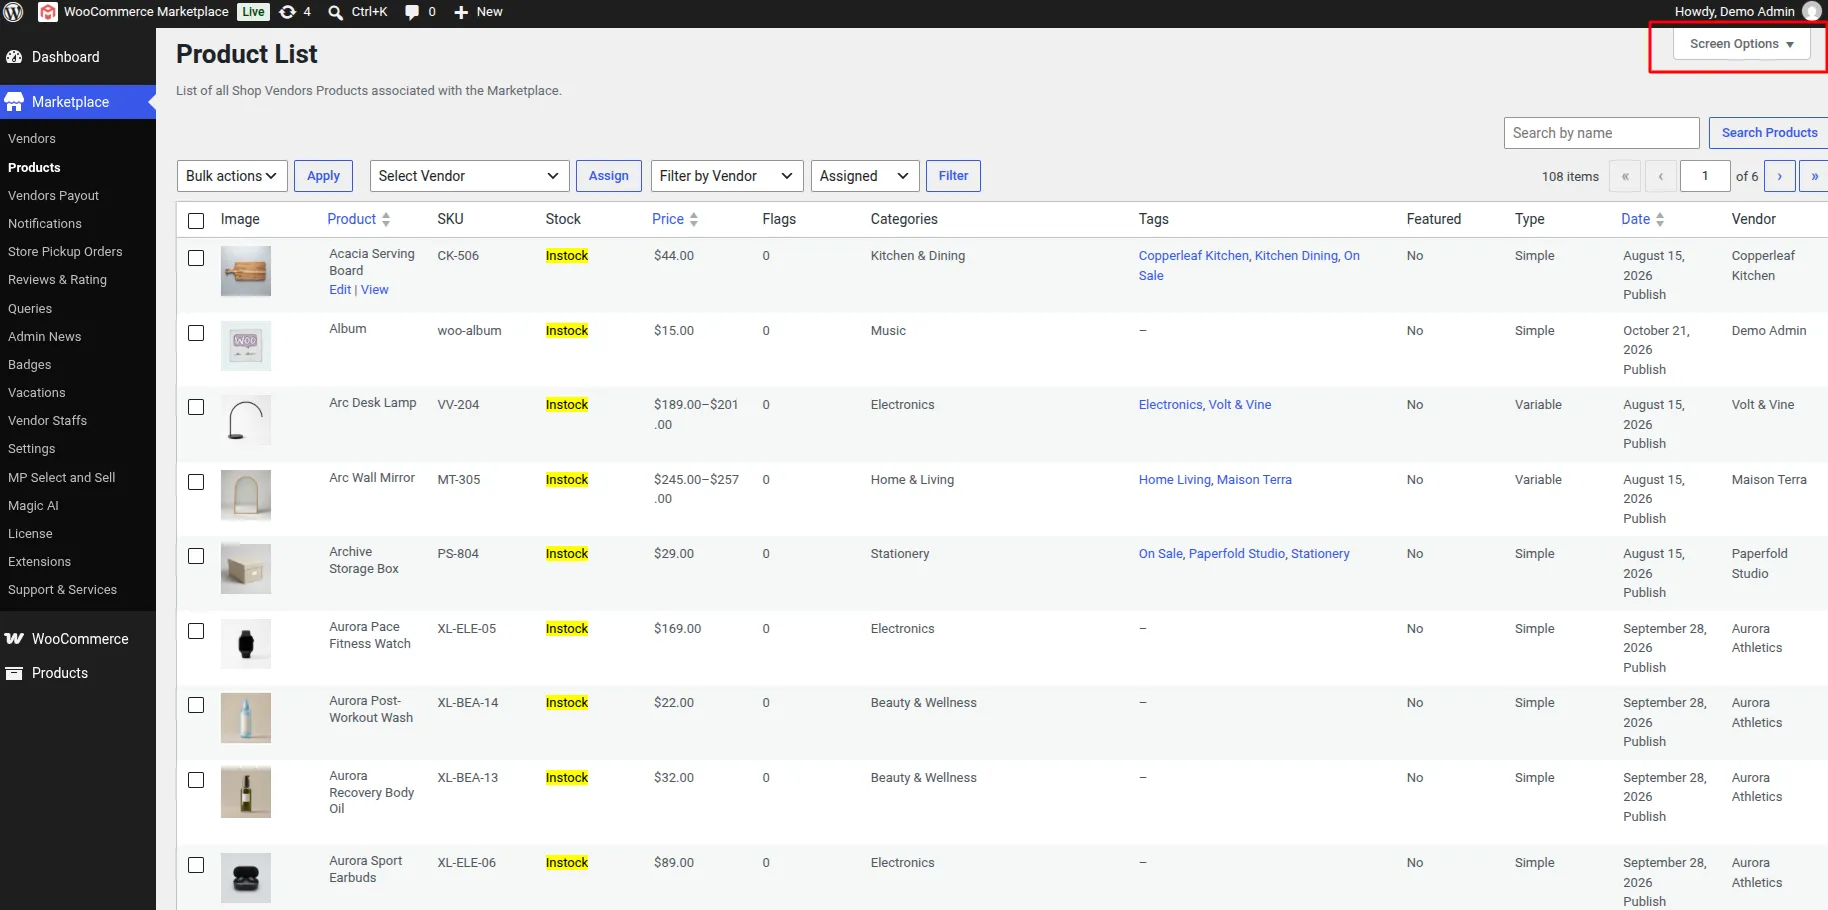 WooCommerce Marketplace Live 4 Ctrl+K 0 New Howdy, Demo Admin
Screen Options ▼
Dashboard
Marketplace
Vendors
Products
Vendors Payout
Notifications
Store Pickup Orders
Reviews & Rating
Queries
Admin News
Badges
Vacations
Vendor Staffs
Settings
MP Select and Sell
Magic AI
License
Extensions
Support & Services
WooCommerce
Products
Product List
List of all Shop Vendors Products associated with the Marketplace.
Search by name Search Products
Bulk actions Apply Select Vendor Assign Filter by Vendor Assigned Filter 108 items « ‹ 1 of 6 › »
Image Product SKU Stock Price Flags Categories Tags Featured Type Date Vendor
Acacia Serving Board Edit | View CK-506 Instock $44.00 0 Kitchen & Dining Copperleaf Kitchen, Kitchen Dining, On Sale No Simple August 15, 2026 Publish Copperleaf Kitchen
Album woo-album Instock $15.00 0 Music – No Simple October 21, 2026 Publish Demo Admin
WOO
Arc Desk Lamp VV-204 Instock $189.00–$201.00 0 Electronics Electronics, Volt & Vine No Variable August 15, 2026 Publish Volt & Vine
Arc Wall Mirror MT-305 Instock $245.00–$257.00 0 Home & Living Home Living, Maison Terra No Variable August 15, 2026 Publish Maison Terra
Archive Storage Box PS-804 Instock $29.00 0 Stationery On Sale, Paperfold Studio, Stationery No Simple August 15, 2026 Publish Paperfold Studio
Aurora Pace Fitness Watch XL-ELE-05 Instock $169.00 0 Electronics – No Simple September 28, 2026 Publish Aurora Athletics
Aurora Post-Workout Wash XL-BEA-14 Instock $22.00 0 Beauty & Wellness – No Simple September 28, 2026 Publish Aurora Athletics
Aurora Recovery Body Oil XL-BEA-13 Instock $32.00 0 Beauty & Wellness – No Simple September 28, 2026 Publish Aurora Athletics
Aurora Sport Earbuds XL-ELE-06 Instock $89.00 0 Electronics – No Simple September 28, 2026 Publish Aurora Athletics